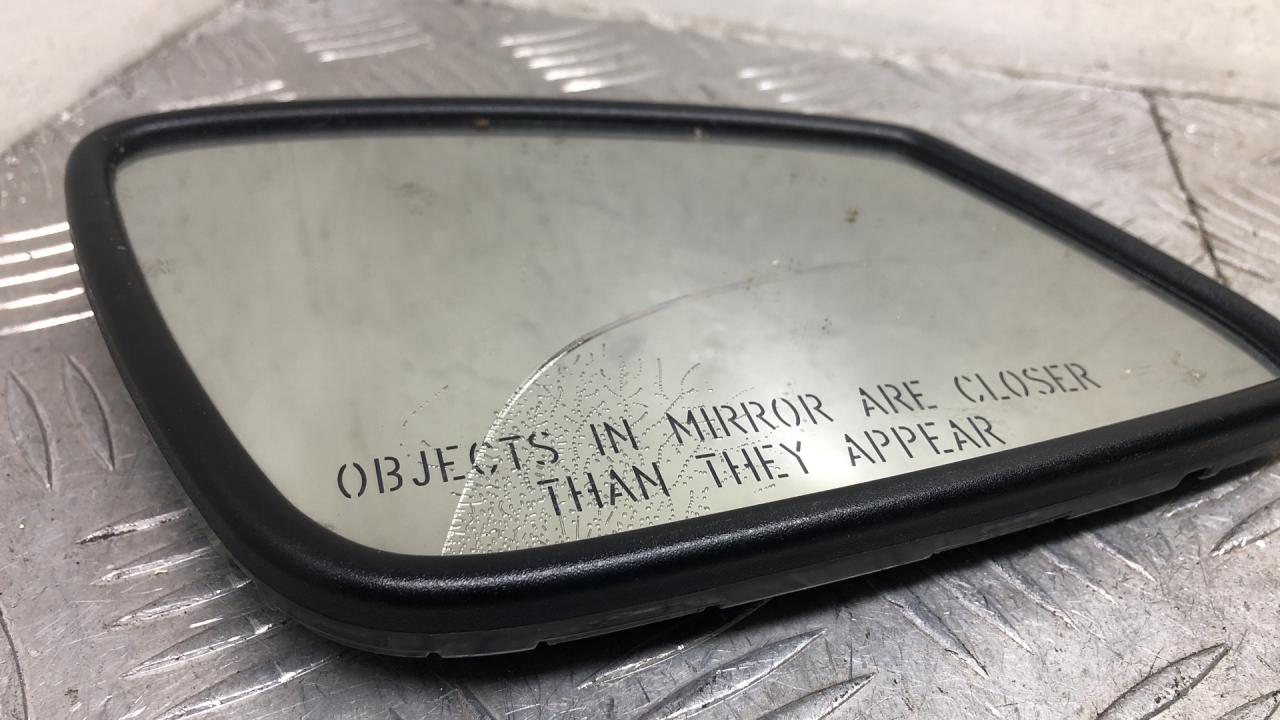 OBJECTS IN MIRROR ARE CLOSER
THAN THEY APPEAR